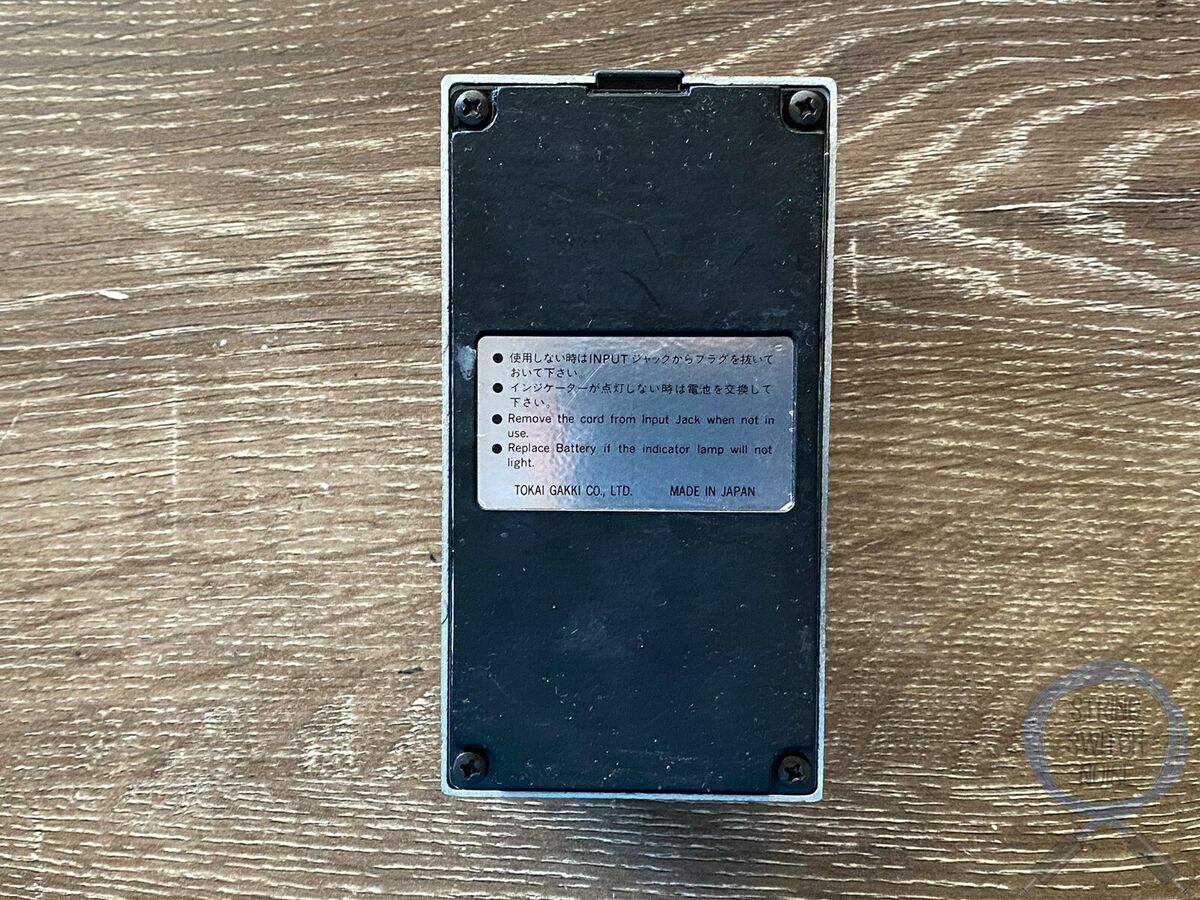 ● 使用しない時はINPUTジャックからプラグを抜いて
おいて下さい。
● インジケーターが点灯しない時は電池を交換して
下さい。
● Remove the cord from Input Jack when not in
use.
● Replace Battery if the indicator lamp will not
light.
TOKAI GAKKI CO., LTD. MADE IN JAPAN
STRING
SWITCH